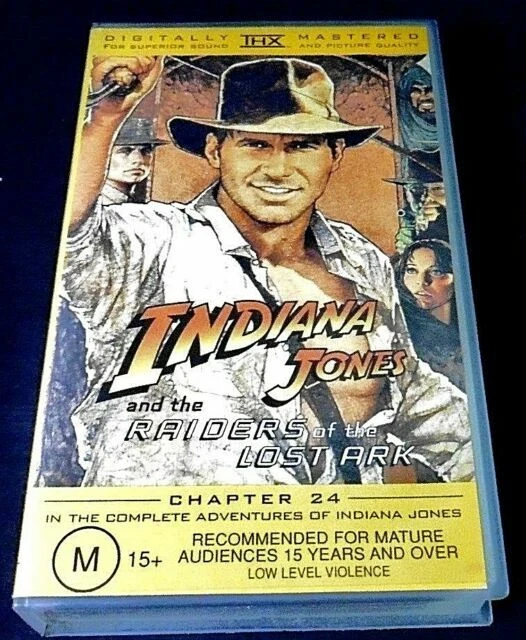 DIGITALLY THX MASTERED
FOR SUPERIOR SOUND AND PICTURE QUALITY
INDIANA
JONES
and the
RAIDERS of the
LOST ARK
CHAPTER 24
IN THE COMPLETE ADVENTURES OF INDIANA JONES
M 15+ RECOMMENDED FOR MATURE
AUDIENCES 15 YEARS AND OVER
LOW LEVEL VIOLENCE